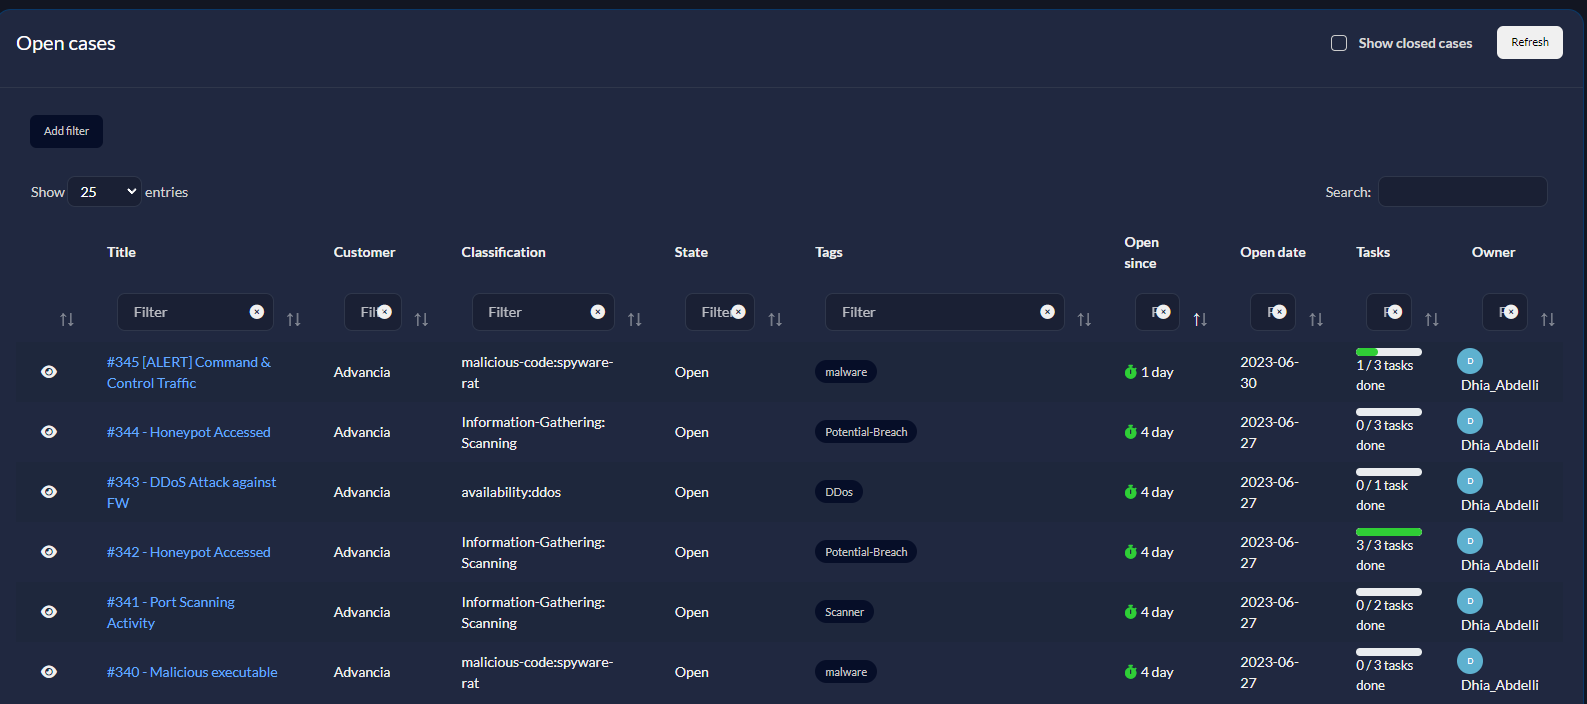 Open cases
Show closed cases Refresh
Add filter
Show 25 entries Search:
Title Customer Classification State Tags Open since Open date Tasks Owner
Filter Filter Filter Filter
#345 [ALERT] Command & Control Traffic Advancia malicious-code:spyware-rat Open malware 1 day 2023-06-30 1 / 3 tasks done D Dhia_Abdelli
#344 - Honeypot Accessed Advancia Information-Gathering: Scanning Open Potential-Breach 4 day 2023-06-27 0 / 3 tasks done D Dhia_Abdelli
#343 - DDoS Attack against FW Advancia availability:ddos Open DDos 4 day 2023-06-27 0 / 1 task done D Dhia_Abdelli
#342 - Honeypot Accessed Advancia Information-Gathering: Scanning Open Potential-Breach 4 day 2023-06-27 3 / 3 tasks done D Dhia_Abdelli
#341 - Port Scanning Activity Advancia Information-Gathering: Scanning Open Scanner 4 day 2023-06-27 0 / 2 tasks done D Dhia_Abdelli
#340 - Malicious executable Advancia malicious-code:spyware-rat Open malware 4 day 2023-06-27 0 / 3 tasks done D Dhia_Abdelli